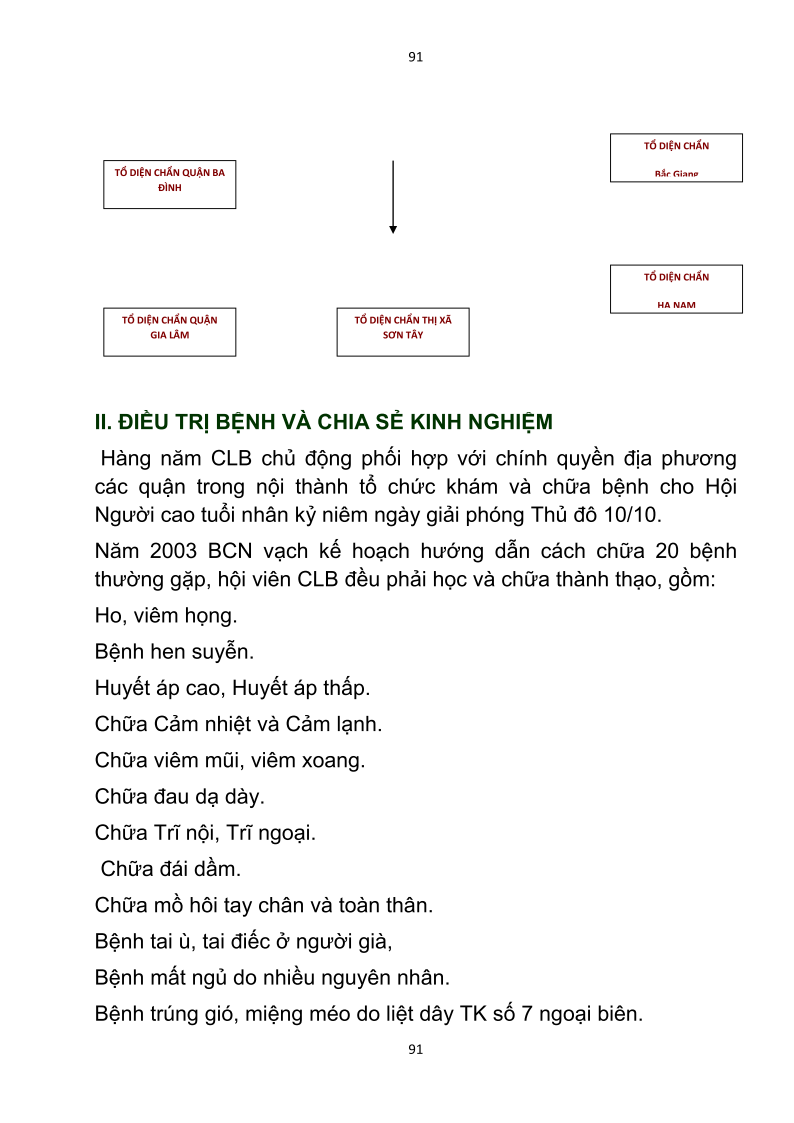 91
TỔ DIỆN CHẨN
Bắc Giang
TỔ DIỆN CHẨN QUẬN BA
ĐÌNH
TỔ DIỆN CHẨN
HA NAM
TỔ DIỆN CHẨN QUẬN
GIA LÂM
TỔ DIỆN CHẨN THỊ XÃ
SƠN TÂY
II. ĐIỀU TRỊ BỆNH VÀ CHIA SẺ KINH NGHIỆM
Hàng năm CLB chủ động phối hợp với chính quyền địa phương
các quận trong nội thành tổ chức khám và chữa bệnh cho Hội
Người cao tuổi nhân kỷ niêm ngày giải phóng Thủ đô 10/10.
Năm 2003 BCN vạch kế hoạch hướng dẫn cách chữa 20 bệnh
thường gặp, hội viên CLB đều phải học và chữa thành thạo, gồm:
Ho, viêm họng.
Bệnh hen suyễn.
Huyết áp cao, Huyết áp thấp.
Chữa Cảm nhiệt và Cảm lạnh.
Chữa viêm mũi, viêm xoang.
Chữa đau dạ dày.
Chữa Trĩ nội, Trĩ ngoại.
Chữa đái dầm.
Chữa mồ hôi tay chân và toàn thân.
Bệnh tai ù, tai điếc ở người già,
Bệnh mất ngủ do nhiều nguyên nhân.
Bệnh trúng gió, miệng méo do liệt dây TK số 7 ngoại biên.
91